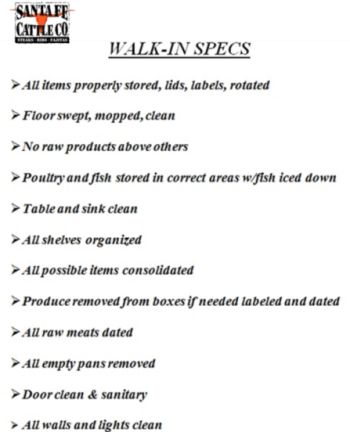 SANTA FE
CATTLE CO
STEAKS RIBS FAJITAS
WALK-IN SPECS
➢ All items properly stored, lids, labels, rotated
➢ Floor swept, mopped, clean
➢ No raw products above others
➢ Poultry and fish stored in correct areas w/fish iced down
➢ Table and sink clean
➢ All shelves organized
➢ All possible items consolidated
➢ Produce removed from boxes if needed labeled and dated
➢ All raw meats dated
➢ All empty pans removed
➢ Door clean & sanitary
➢ All walls and lights clean